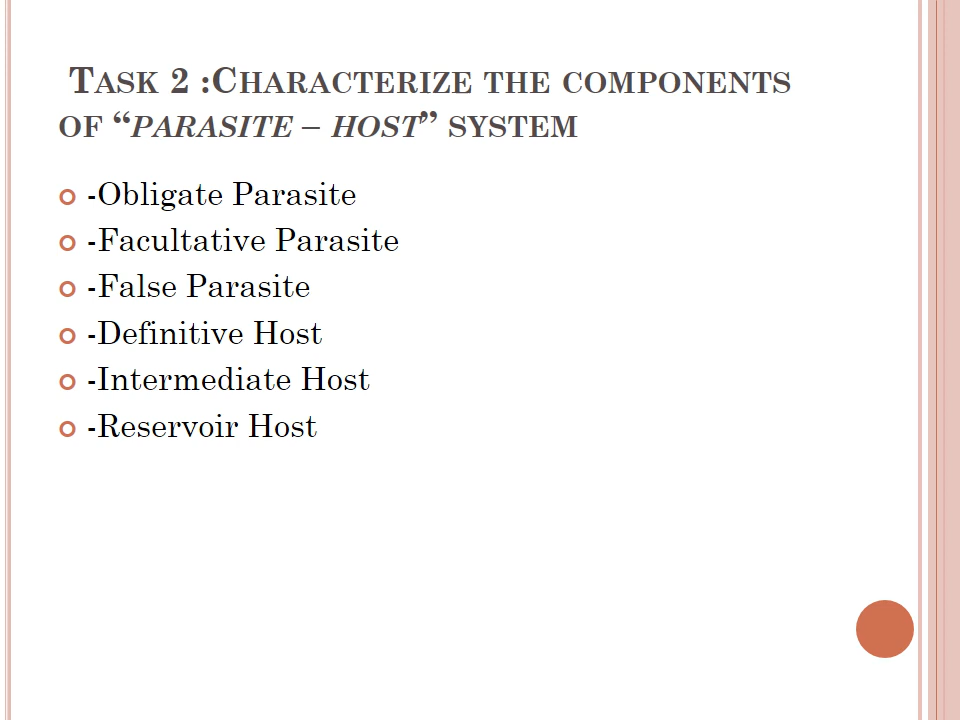 Task 2 :Characterize the components
of “parasite – host” system
-Obligate Parasite
-Facultative Parasite
-False Parasite
-Definitive Host
-Intermediate Host
-Reservoir Host